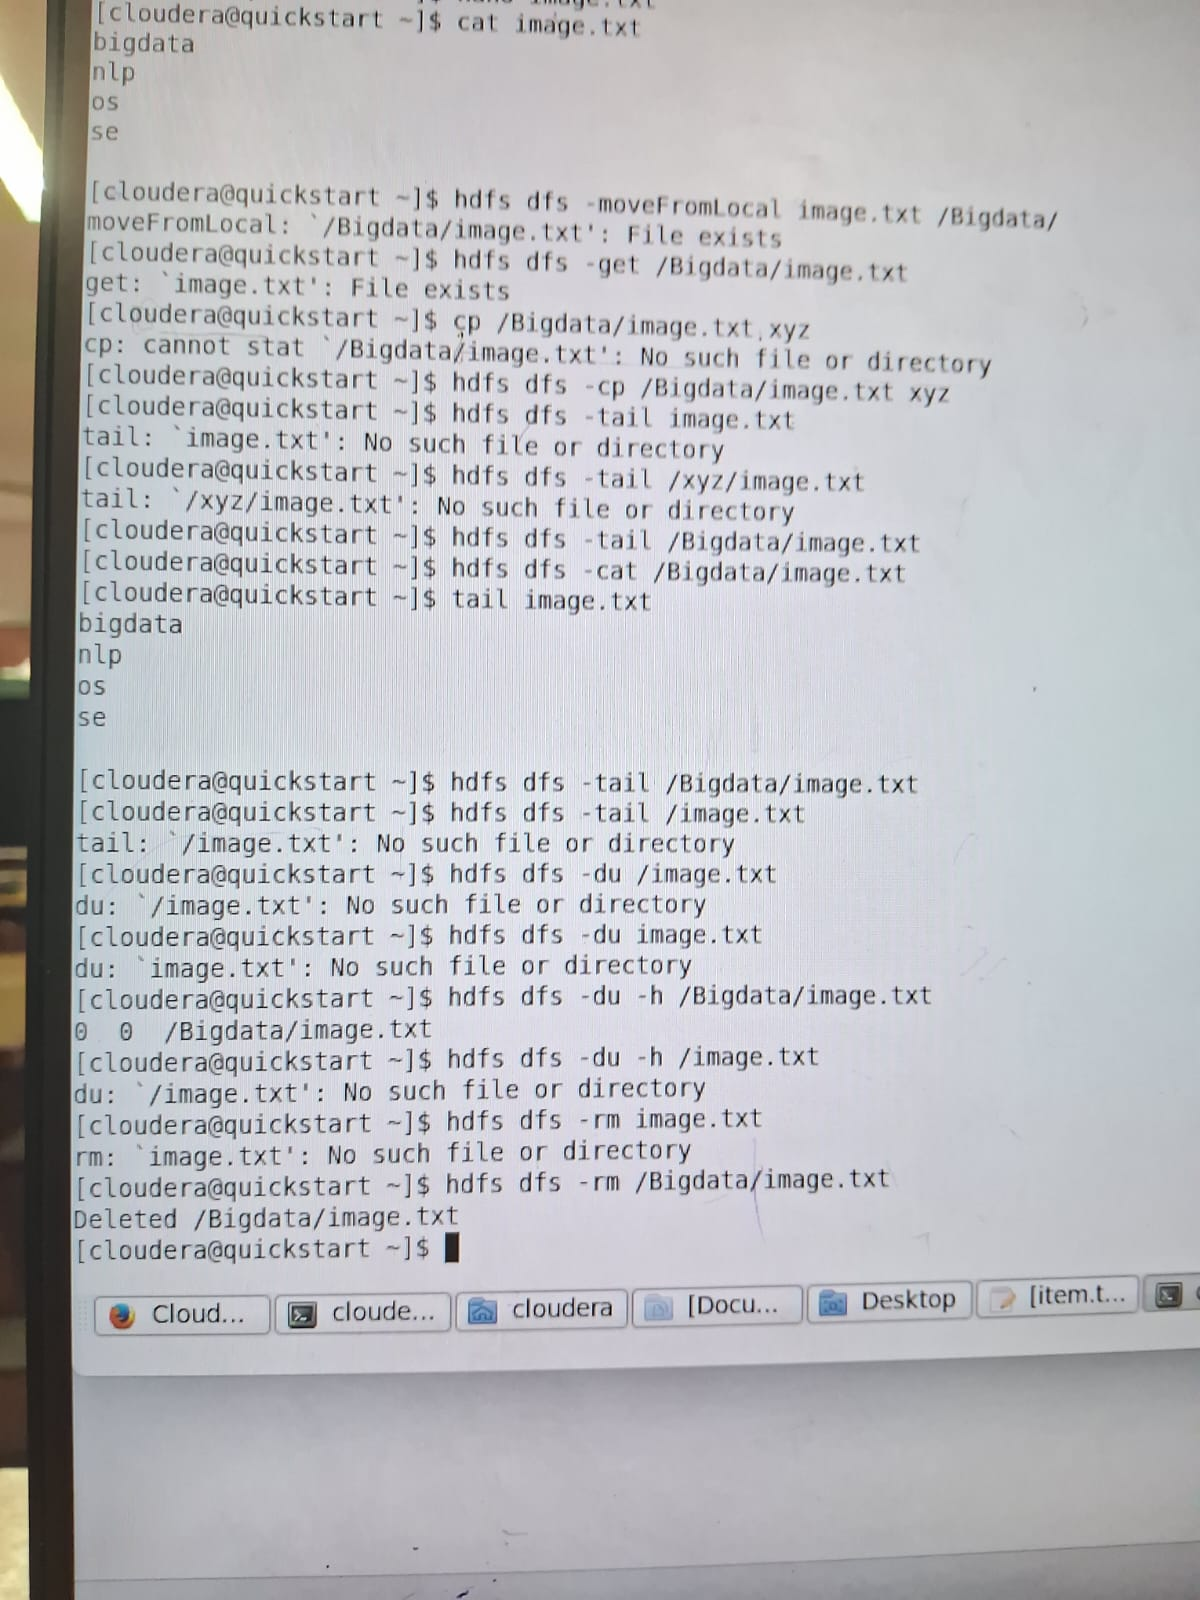 [cloudera@quickstart ~]$ cat image.txt
bigdata
nlp
os
se
[cloudera@quickstart ~]$ hdfs dfs -moveFromLocal image.txt /Bigdata/
moveFromLocal: `/Bigdata/image.txt': File exists
[cloudera@quickstart ~]$ hdfs dfs -get /Bigdata/image.txt
get: `image.txt': File exists
[cloudera@quickstart ~]$ cp /Bigdata/image.txt xyz
cp: cannot stat `/Bigdata/image.txt': No such file or directory
[cloudera@quickstart ~]$ hdfs dfs -cp /Bigdata/image.txt xyz
[cloudera@quickstart ~]$ hdfs dfs -tail image.txt
tail: `image.txt': No such file or directory
[cloudera@quickstart ~]$ hdfs dfs -tail /xyz/image.txt
tail: `/xyz/image.txt': No such file or directory
[cloudera@quickstart ~]$ hdfs dfs -tail /Bigdata/image.txt
[cloudera@quickstart ~]$ hdfs dfs -cat /Bigdata/image.txt
[cloudera@quickstart ~]$ tail image.txt
bigdata
nlp
os
se
[cloudera@quickstart ~]$ hdfs dfs -tail /Bigdata/image.txt
[cloudera@quickstart ~]$ hdfs dfs -tail /image.txt
tail: `/image.txt': No such file or directory
[cloudera@quickstart ~]$ hdfs dfs -du /image.txt
du: `/image.txt': No such file or directory
[cloudera@quickstart ~]$ hdfs dfs -du image.txt
du: `image.txt': No such file or directory
[cloudera@quickstart ~]$ hdfs dfs -du -h /Bigdata/image.txt
0  0  /Bigdata/image.txt
[cloudera@quickstart ~]$ hdfs dfs -du -h /image.txt
du: `/image.txt': No such file or directory
[cloudera@quickstart ~]$ hdfs dfs -rm image.txt
rm: `image.txt': No such file or directory
[cloudera@quickstart ~]$ hdfs dfs -rm /Bigdata/image.txt
Deleted /Bigdata/image.txt
[cloudera@quickstart ~]$
Cloud... cloude... cloudera [Docu... Desktop [item.t...